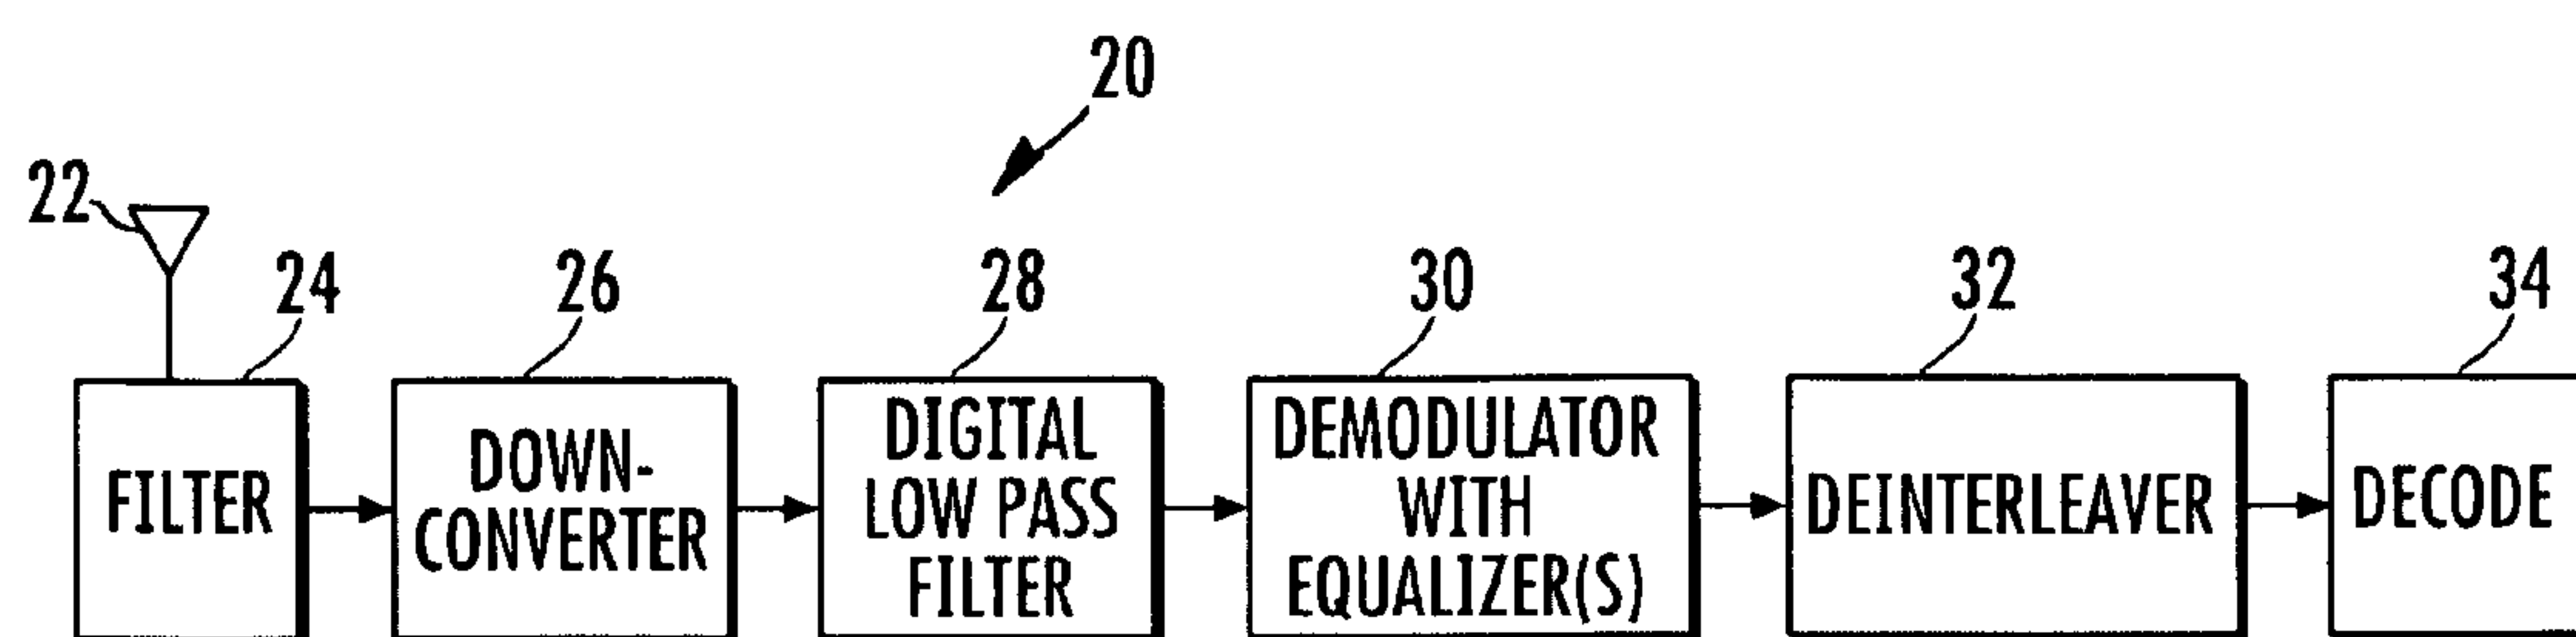 20
22
24
26
28
30
32
34
FILTER
DOWN-
CONVERTER
DIGITAL
LOW PASS
FILTER
DEMODULATOR
WITH
EQUALIZER(S)
DEINTERLEAVER
DECODE